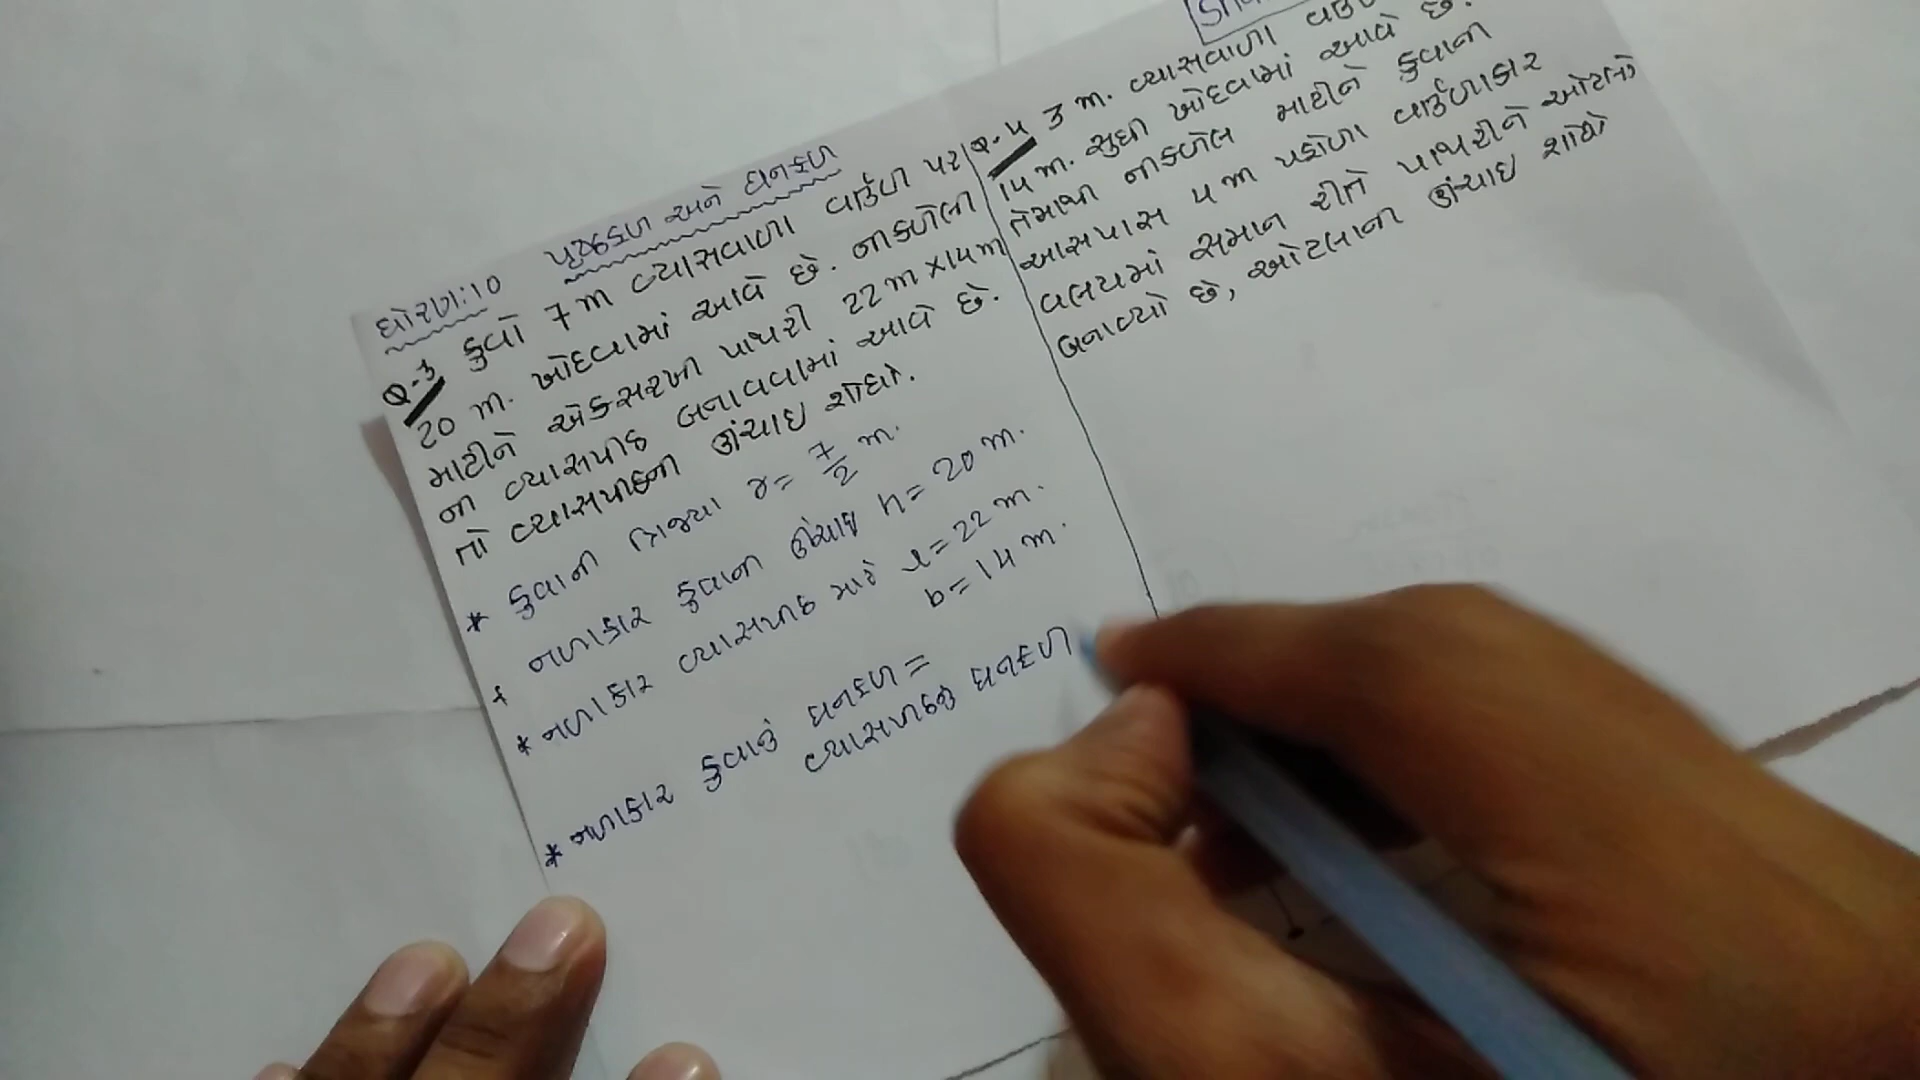 ધોરણ:10 પૃષ્ઠફળ અને ઘનફળ
Q-3 કુવો 7 m વ્યાસવાળા વર્તુળ પર
20 m. ખોદવામાં આવે છે. નીકળેલી
માટીને એકસરખી પાથરી 22 m × 14 m
ની વ્યાસપીઠ બનાવવામાં આવે છે.
તો વ્યાસપીઠની ઊંચાઇ શોધો.
* કુવાની ત્રિજ્યા r = 7/2 m.
* નળાકાર કુવાની ઊંચાઇ h = 20 m.
* નળાકાર વ્યાસપીઠ માટે l = 22 m.
b = 14 m.
* નળાકાર કુવાનું ઘનફળ =
વ્યાસપીઠનું ઘનફળ
Q-4 3 m. વ્યાસવાળા
14 m. સુધી ખોદવામાં આવે છે.
તેમાંથી નીકળેલ માટીને કુવાની
આસપાસ 4 m પહોળા વર્તુળાકાર
વલયમાં સમાન રીતે પાથરીને ઓટલો
બનાવ્યો છે, ઓટલાની ઊંચાઇ શોધો